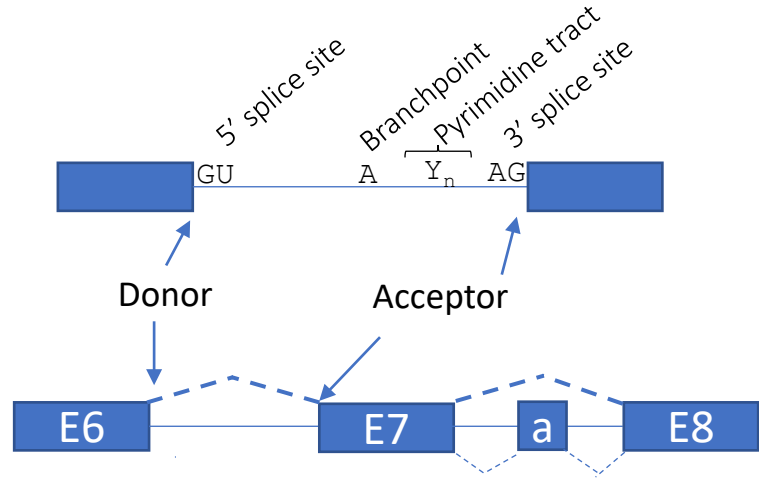 5’ splice site
Branchpoint
Pyrimidine tract
3’ splice site
GU
A
Yn
AG
Donor
Acceptor
E6
E7
a
E8